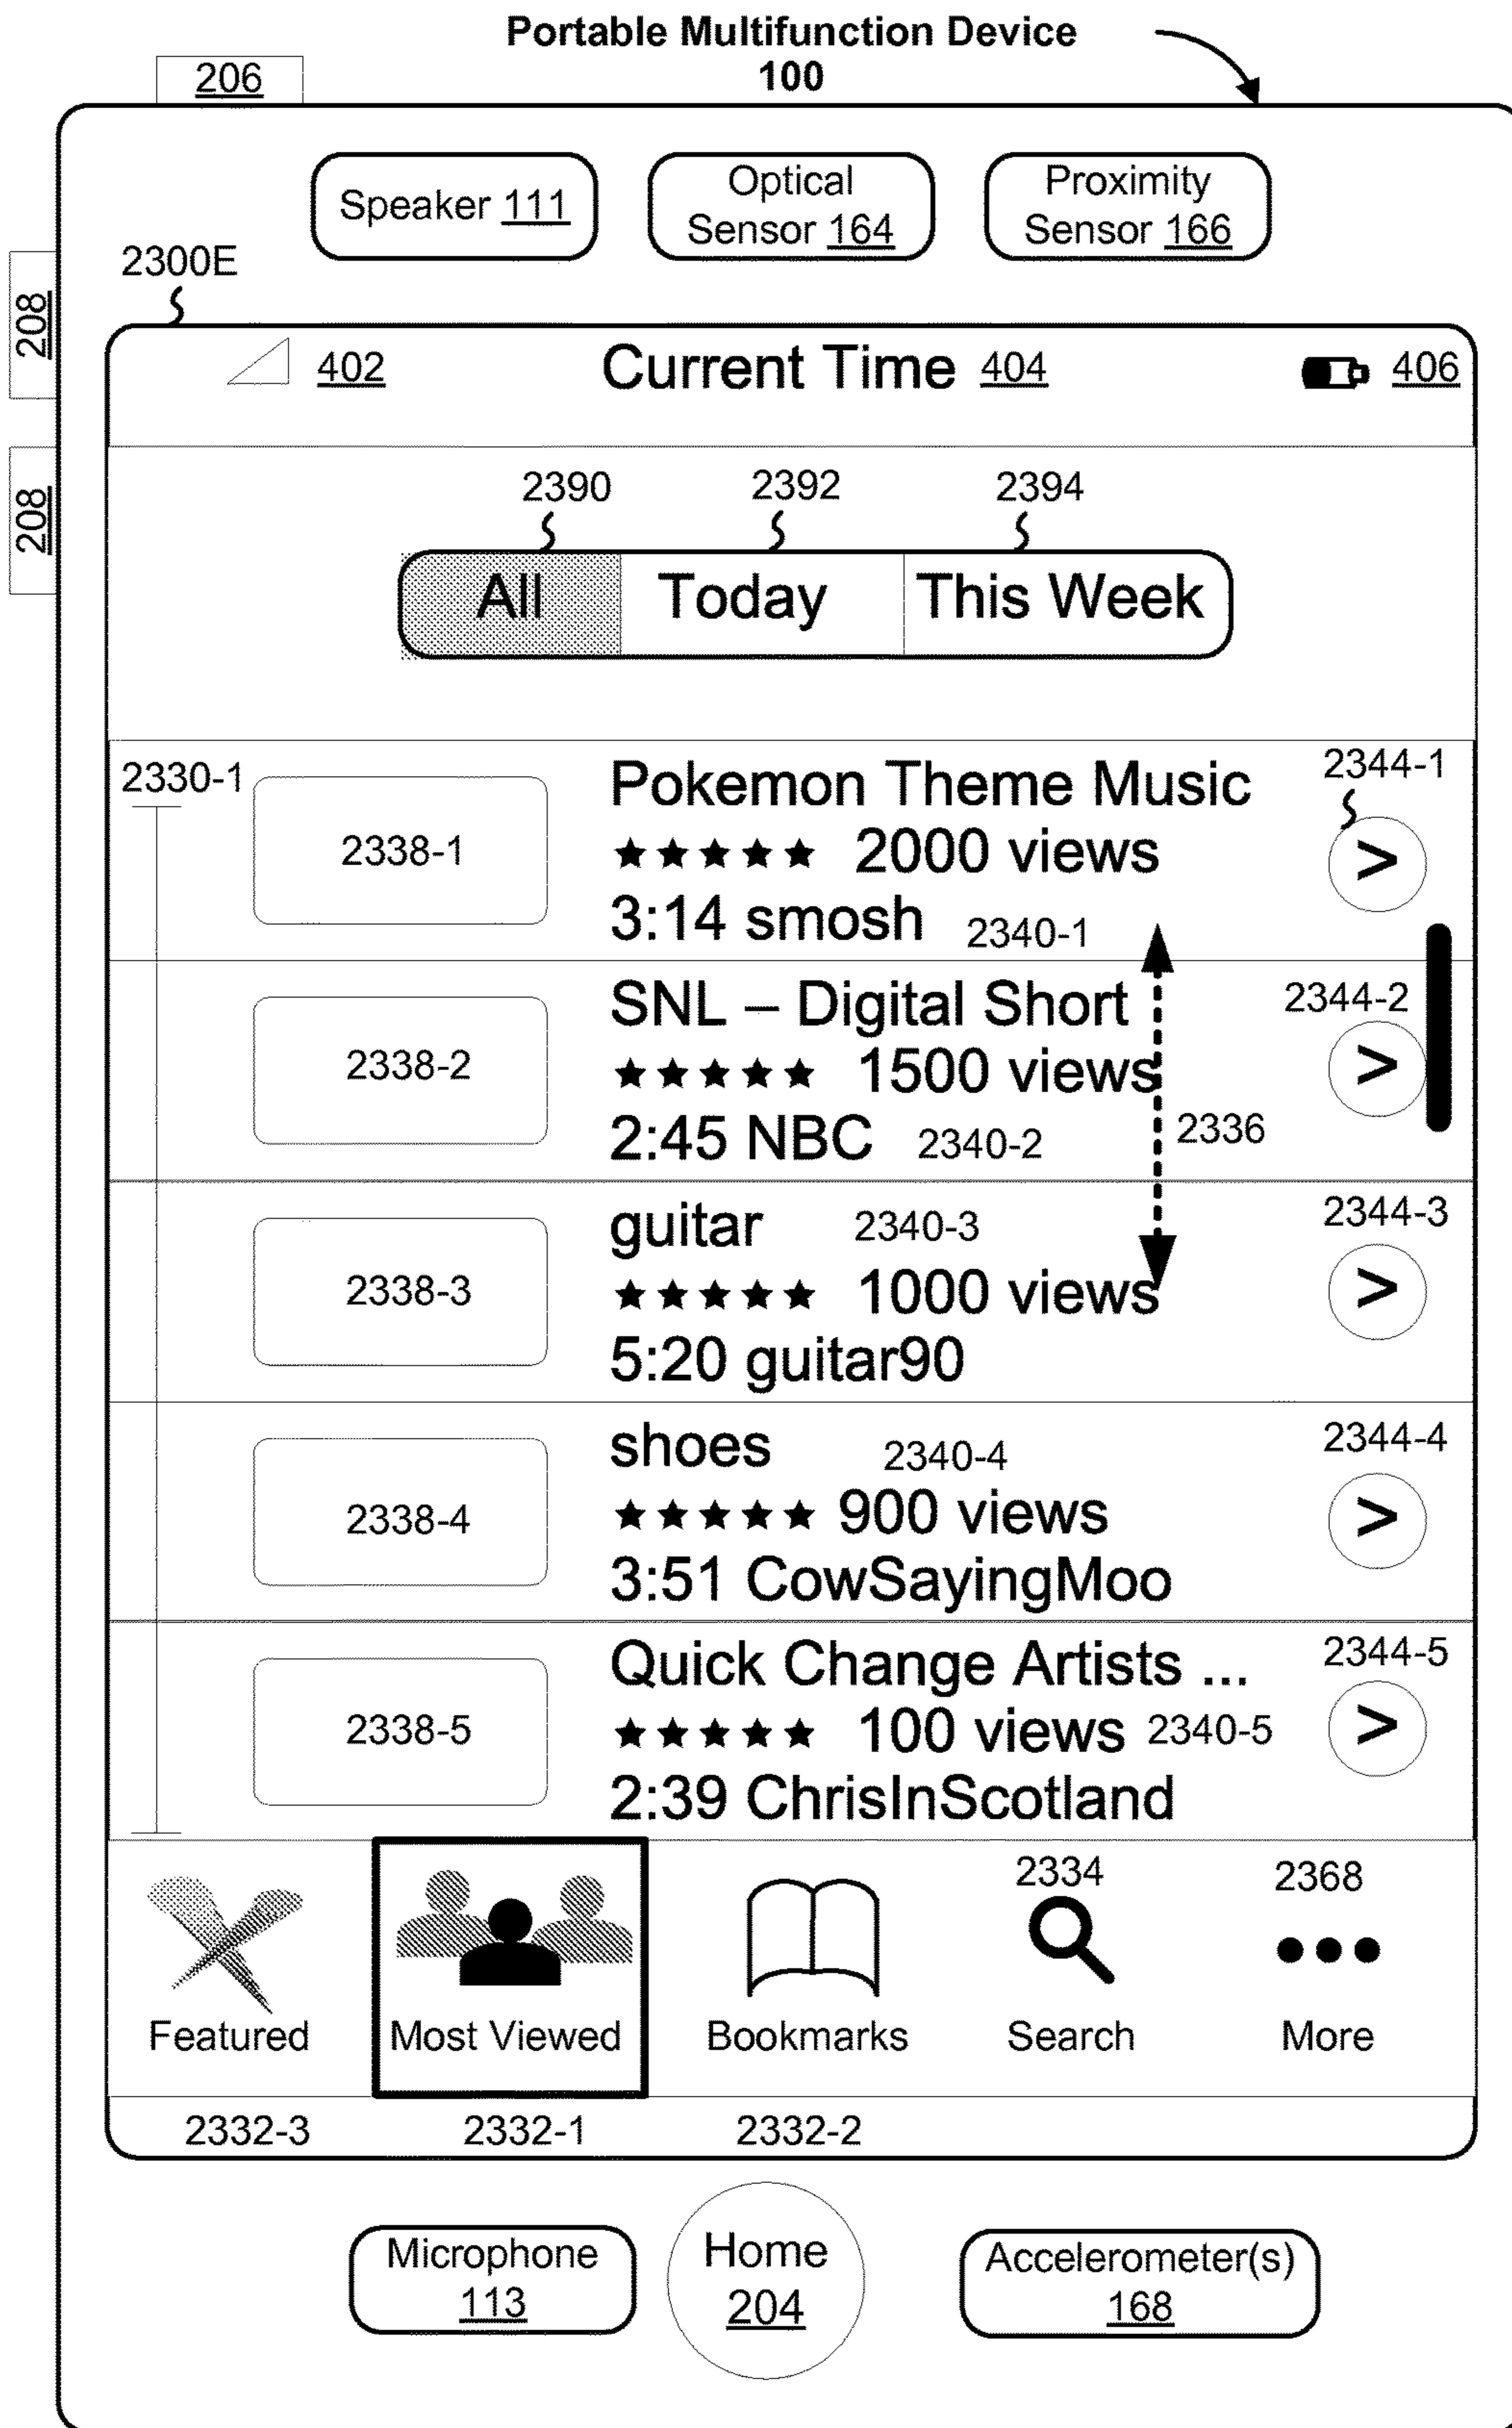 Portable Multifunction Device
100
206
Speaker 111
Optical
Sensor 164
Proximity
Sensor 166
2300E
208
208
402
Current Time 404
406
2390
2392
2394
All
Today
This Week
2330-1
2338-1
Pokemon Theme Music
★★★★★ 2000 views
3:14 smosh
2340-1
2344-1
>
2338-2
SNL – Digital Short
★★★★★ 1500 views
2:45 NBC
2340-2
2336
2344-2
>
2338-3
guitar
2340-3
★★★★★ 1000 views
5:20 guitar90
2344-3
>
2338-4
shoes
2340-4
★★★★★ 900 views
3:51 CowSayingMoo
2344-4
>
2338-5
Quick Change Artists ...
★★★★★ 100 views
2340-5
2:39 ChrisInScotland
2344-5
>
2334
2368
Featured
Most Viewed
Bookmarks
Search
More
2332-3
2332-1
2332-2
Microphone
113
Home
204
Accelerometer(s)
168